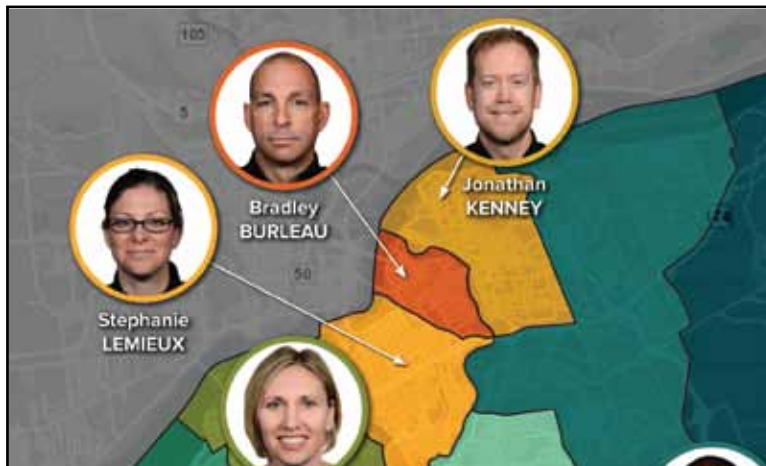 105
5
Jonathan
KENNEY
Bradley
BURLEAU
50
Stephanie
LEMIEUX